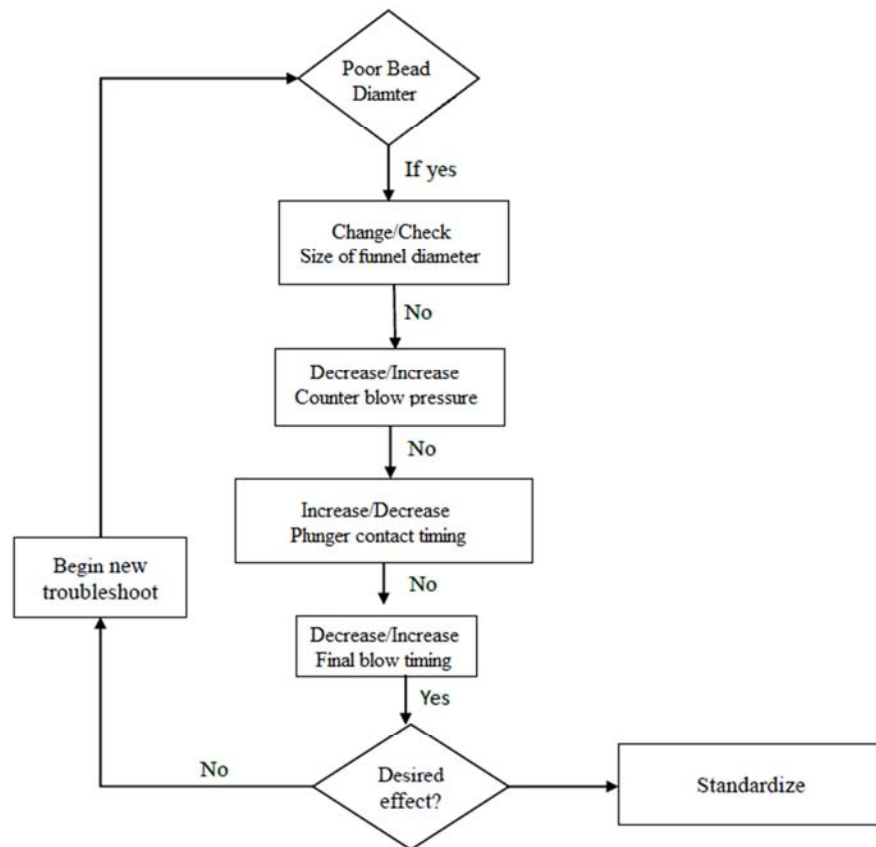 Poor Bead
Diamter
If yes
Change/Check
Size of funnel diameter
No
Decrease/Increase
Counter blow pressure
No
Increase/Decrease
Plunger contact timing
No
Begin new
troubleshoot
Decrease/Increase
Final blow timing
Yes
No
Desired
effect?
Standardize